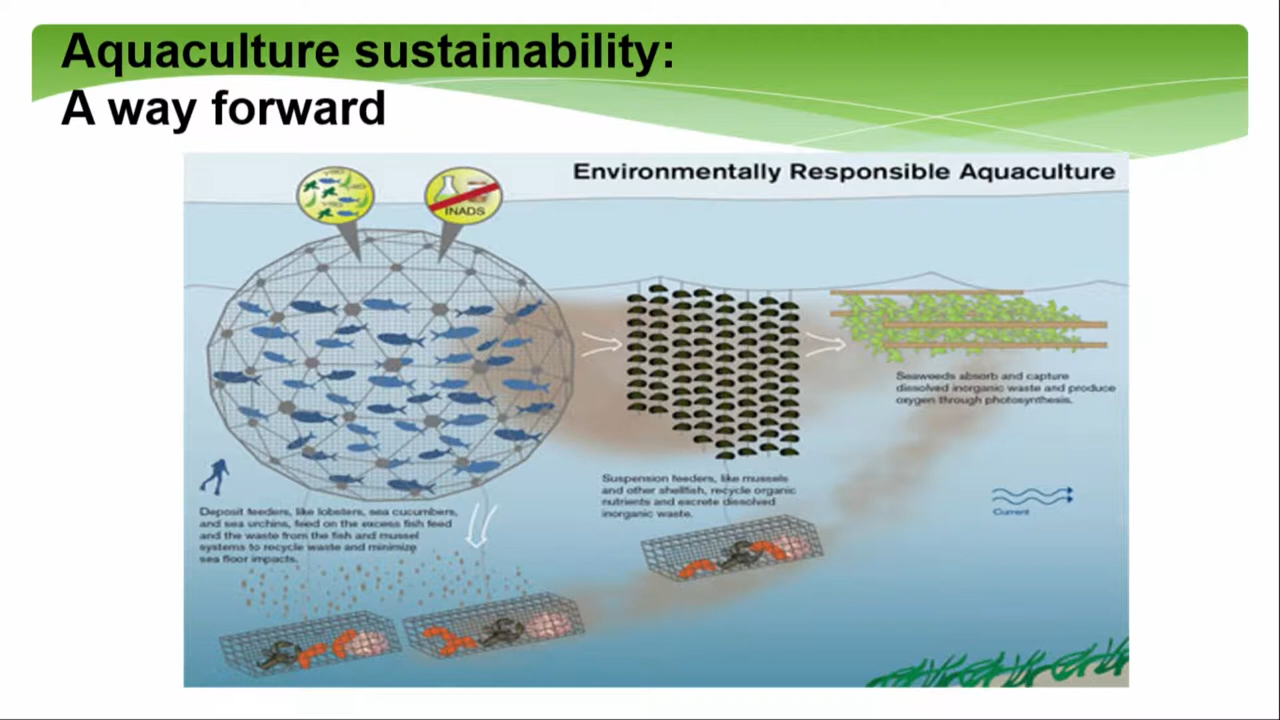 Aquaculture sustainability:
A way forward
Environmentally Responsible Aquaculture
INADS
Seaweeds absorb and capture
dissolved inorganic waste and produce
oxygen through photosynthesis.
Suspension feeders, like mussels
and other shellfish, recycle organic
nutrients and excrete dissolved
inorganic waste.
Current
Deposit feeders, like lobsters, sea cucumbers,
and sea urchins, feed on the excess fish feed
and the waste from the fish and mussel
systems to recycle waste and minimize
sea floor impacts.